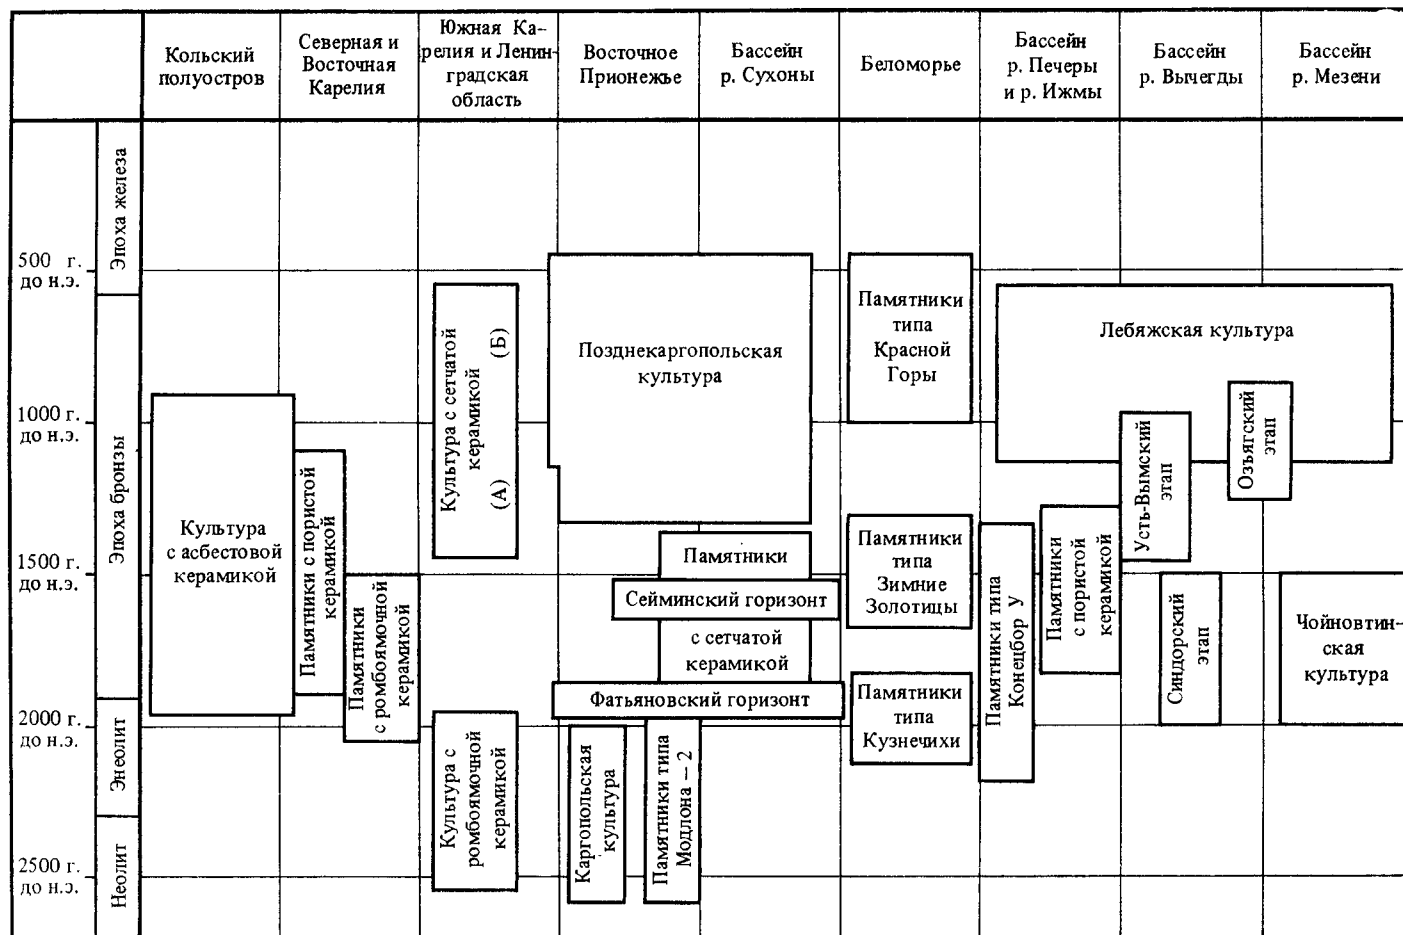 Кольский
полуостров
Северная и
Восточная
Карелия
Южная Ка-
релия и Ленин-
градская
область
Восточное
Прионежье
Бассейн
р. Сухоны
Беломорье
Бассейн
р. Печеры
и р. Ижмы
Бассейн
р. Вычегды
Бассейн
р. Мезени
500 г.
до н.э.
1000 г.
до н.э.
1500 г.
до н.э.
2000 г.
до н.э.
2500 г.
до н.э.
Эпоха железа
Эпоха бронзы
Энеолит
Неолит
Культура
с асбестовой
керамикой
Памятники с пористой
керамикой
Памятники
с ромбоямочной
керамикой
Культура с сетчатой
керамикой
(Б)
(А)
Культура с
ромбоямочной
керамикой
Позднекаргопольская
культура
Памятники
Сейминский горизонт
с сетчатой
керамикой
Фатьяновский горизонт
Каргопольская
культура
Памятники типа
Модлона – 2
Памятники
типа
Красной
Горы
Памятники
типа
Зимние
Золотицы
Памятники
типа
Кузнечихи
Памятники типа
Конецбор У
Памятники
с пористой
керамикой
Лебяжская культура
Усть-Вымский
этап
Озъягский
этап
Синдорский
этап
Чойновтин-
ская
культура